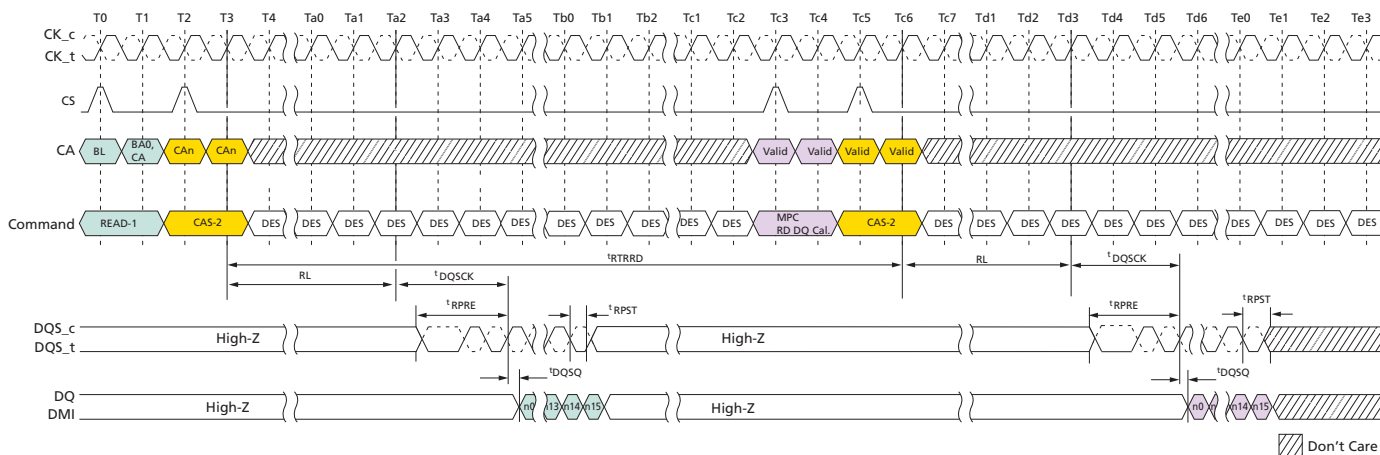 T0 T1 T2 T3 T4 Ta0 Ta1 Ta2 Ta3 Ta4 Ta5 Tb0 Tb1 Tb2 Tc1 Tc2 Tc3 Tc4 Tc5 Tc6 Tc7 Td1 Td2 Td3 Td4 Td5 Td6 Te0 Te1 Te2 Te3
CK_c
CK_t
CS
CA BL BA0, CA CAn CAn Valid Valid Valid Valid
Command READ-1 CAS-2 DES DES DES DES DES DES DES DES DES DES DES MPC RD DQ Cal. CAS-2 DES DES DES DES DES DES DES DES DES DES DES
tRTRRD
RL tDQSCK RL tDQSCK
tRPRE tRPST tRPRE tRPST
DQS_c
DQS_t High-Z High-Z
tDQSQ tDQSQ
DQ
DMI High-Z n0 n13 n14 n15 High-Z n0 n14 n15
Don't Care